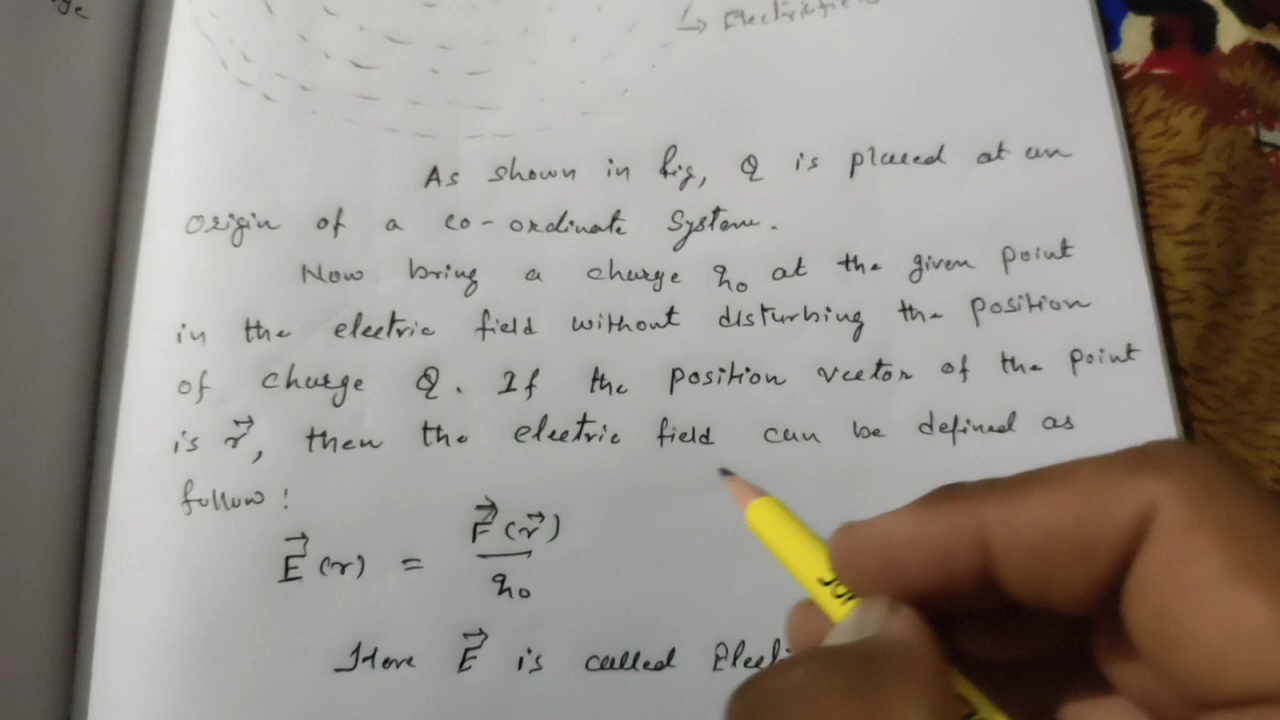 ↳ Electricfield
As shown in fig, Q is placed at an
origin of a co-ordinate system.
Now bring a charge q₀ at the given point
in the electric field without disturbing the position
of charge Q. If the position vector of the point
is r⃗, then the electric field can be defined as
follow:
E⃗(r) = F⃗(r⃗) / q₀
Here E⃗ is called